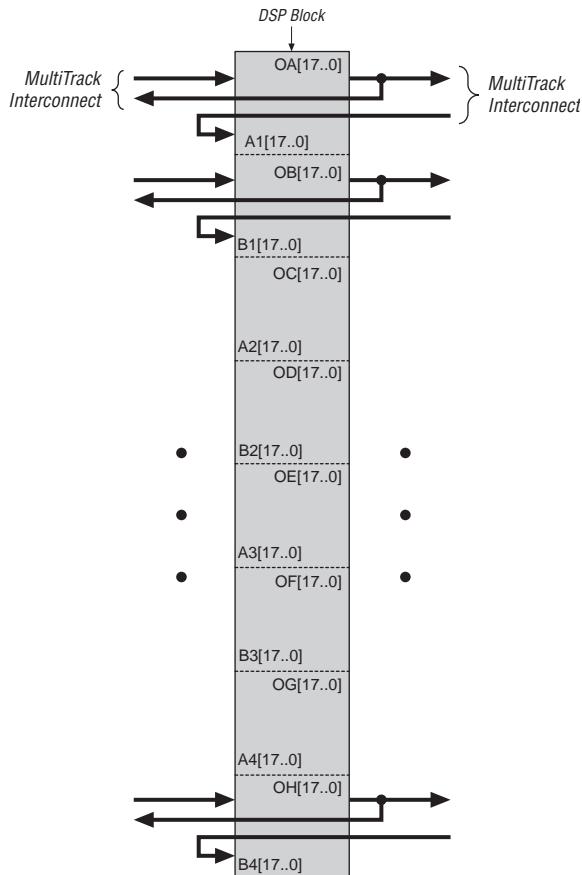 DSP Block
MultiTrack
Interconnect
OA[17..0]
MultiTrack
Interconnect
A1[17..0]
OB[17..0]
B1[17..0]
OC[17..0]
A2[17..0]
OD[17..0]
B2[17..0]
OE[17..0]
A3[17..0]
OF[17..0]
B3[17..0]
OG[17..0]
A4[17..0]
OH[17..0]
B4[17..0]